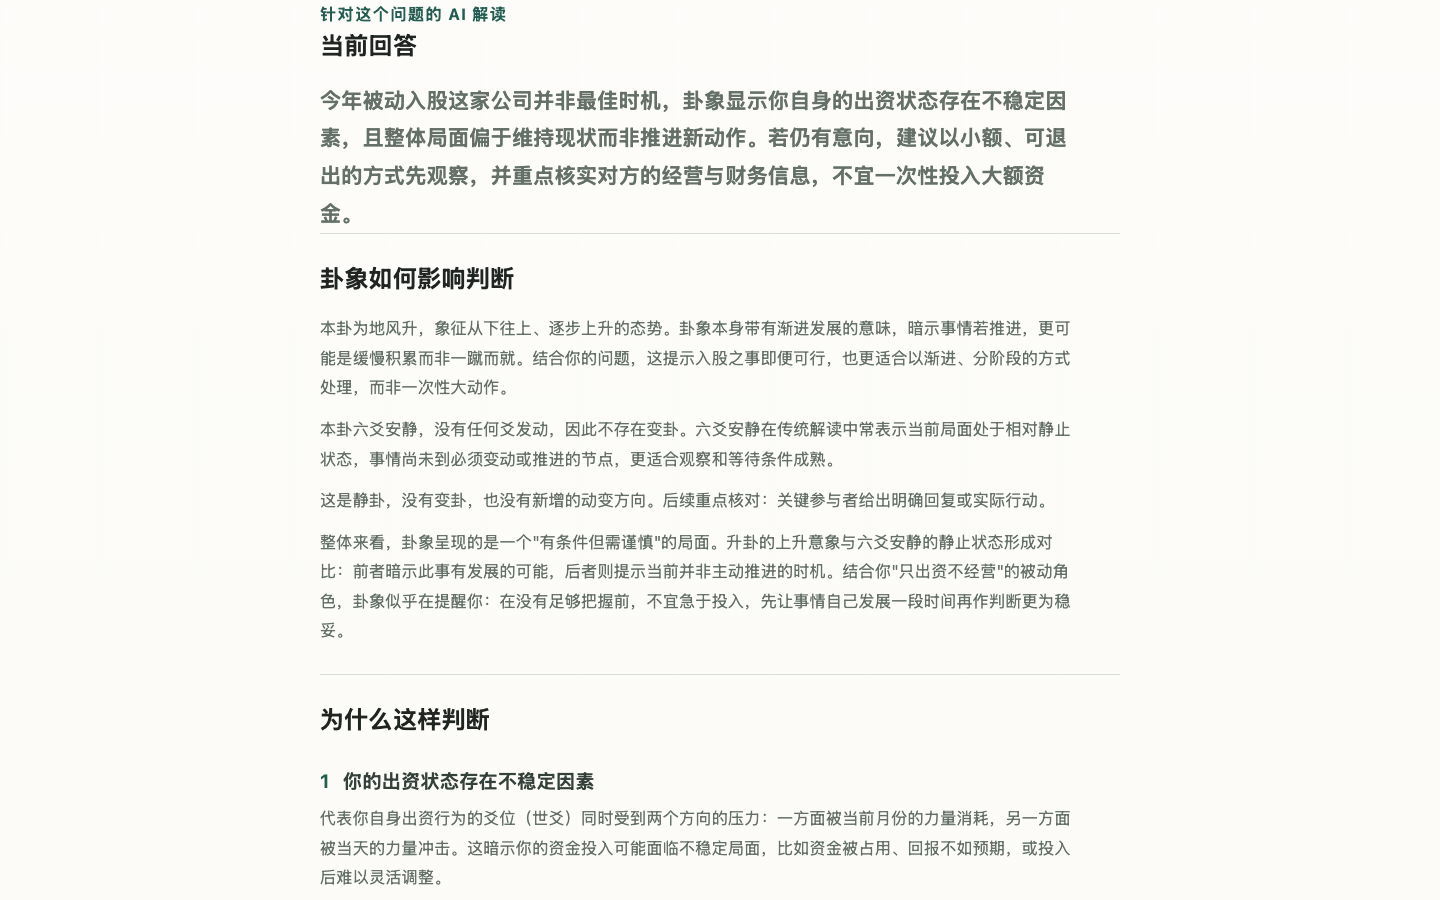 针对这个问题的 AI 解读
当前回答
今年被动入股这家公司并非最佳时机，卦象显示你自身的出资状态存在不稳定因
素，且整体局面偏于维持现状而非推进新动作。若仍有意向，建议以小额、可退
出的方式先观察，并重点核实对方的经营与财务信息，不宜一次性投入大额资
金。
卦象如何影响判断
本卦为地风升，象征从下往上、逐步上升的态势。卦象本身带有渐进发展的意味，暗示事情若推进，更可
能是缓慢积累而非一蹴而就。结合你的问题，这提示入股之事即便可行，也更适合以渐进、分阶段的方式
处理，而非一次性大动作。
本卦六爻安静，没有任何爻发动，因此不存在变卦。六爻安静在传统解读中常表示当前局面处于相对静止
状态，事情尚未到必须变动或推进的节点，更适合观察和等待条件成熟。
这是静卦，没有变卦，也没有新增的动变方向。后续重点核对：关键参与者给出明确回复或实际行动。
整体来看，卦象呈现的是一个"有条件但需谨慎"的局面。升卦的上升意象与六爻安静的静止状态形成对
比：前者暗示此事有发展的可能，后者则提示当前并非主动推进的时机。结合你"只出资不经营"的被动角
色，卦象似乎在提醒你：在没有足够把握前，不宜急于投入，先让事情自己发展一段时间再作判断更为稳
妥。
为什么这样判断
1 你的出资状态存在不稳定因素
代表你自身出资行为的爻位（世爻）同时受到两个方向的压力：一方面被当前月份的力量消耗，另一方面
被当天的力量冲击。这暗示你的资金投入可能面临不稳定局面，比如资金被占用、回报不如预期，或投入
后难以灵活调整。